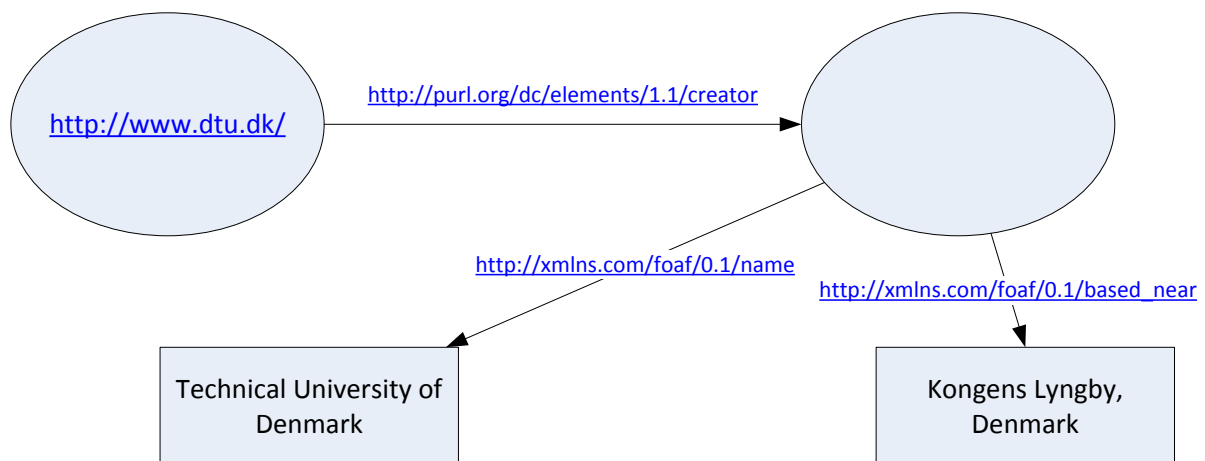 http://purl.org/dc/elements/1.1/creator
http://www.dtu.dk/
http://xmlns.com/foaf/0.1/name
http://xmlns.com/foaf/0.1/based_near
Technical University of
Denmark
Kongens Lyngby,
Denmark